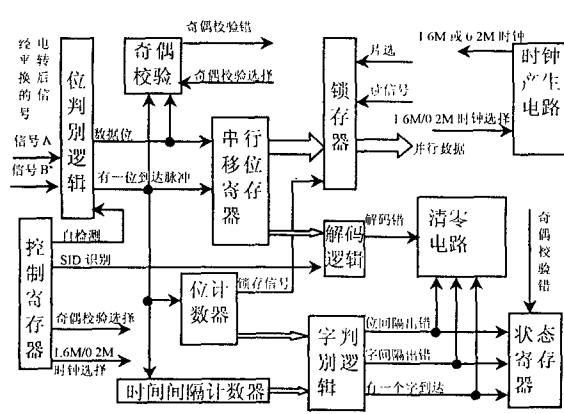 经电
平转
换后
的信
号
信号A
信号B
位判别逻辑
奇偶
校验
奇偶校验错
奇偶校验选择
数据位
有一位到达脉冲
串行
移位
寄存
器
锁存器
片选
读信号
并行数据
1.6M或0.2M时钟
1.6M/0.2M时钟选择
时钟
产生
电路
控制寄存器
自检测
SID识别
奇偶校验选择
1.6M/0.2M
时钟选择
位计
数器
锁存信号
解码
逻辑
解码错
清零
电路
奇偶校验错
时间间隔计数器
字判
别逻
辑
位间隔出错
字间隔出错
有一个字到达
状态
寄存
器